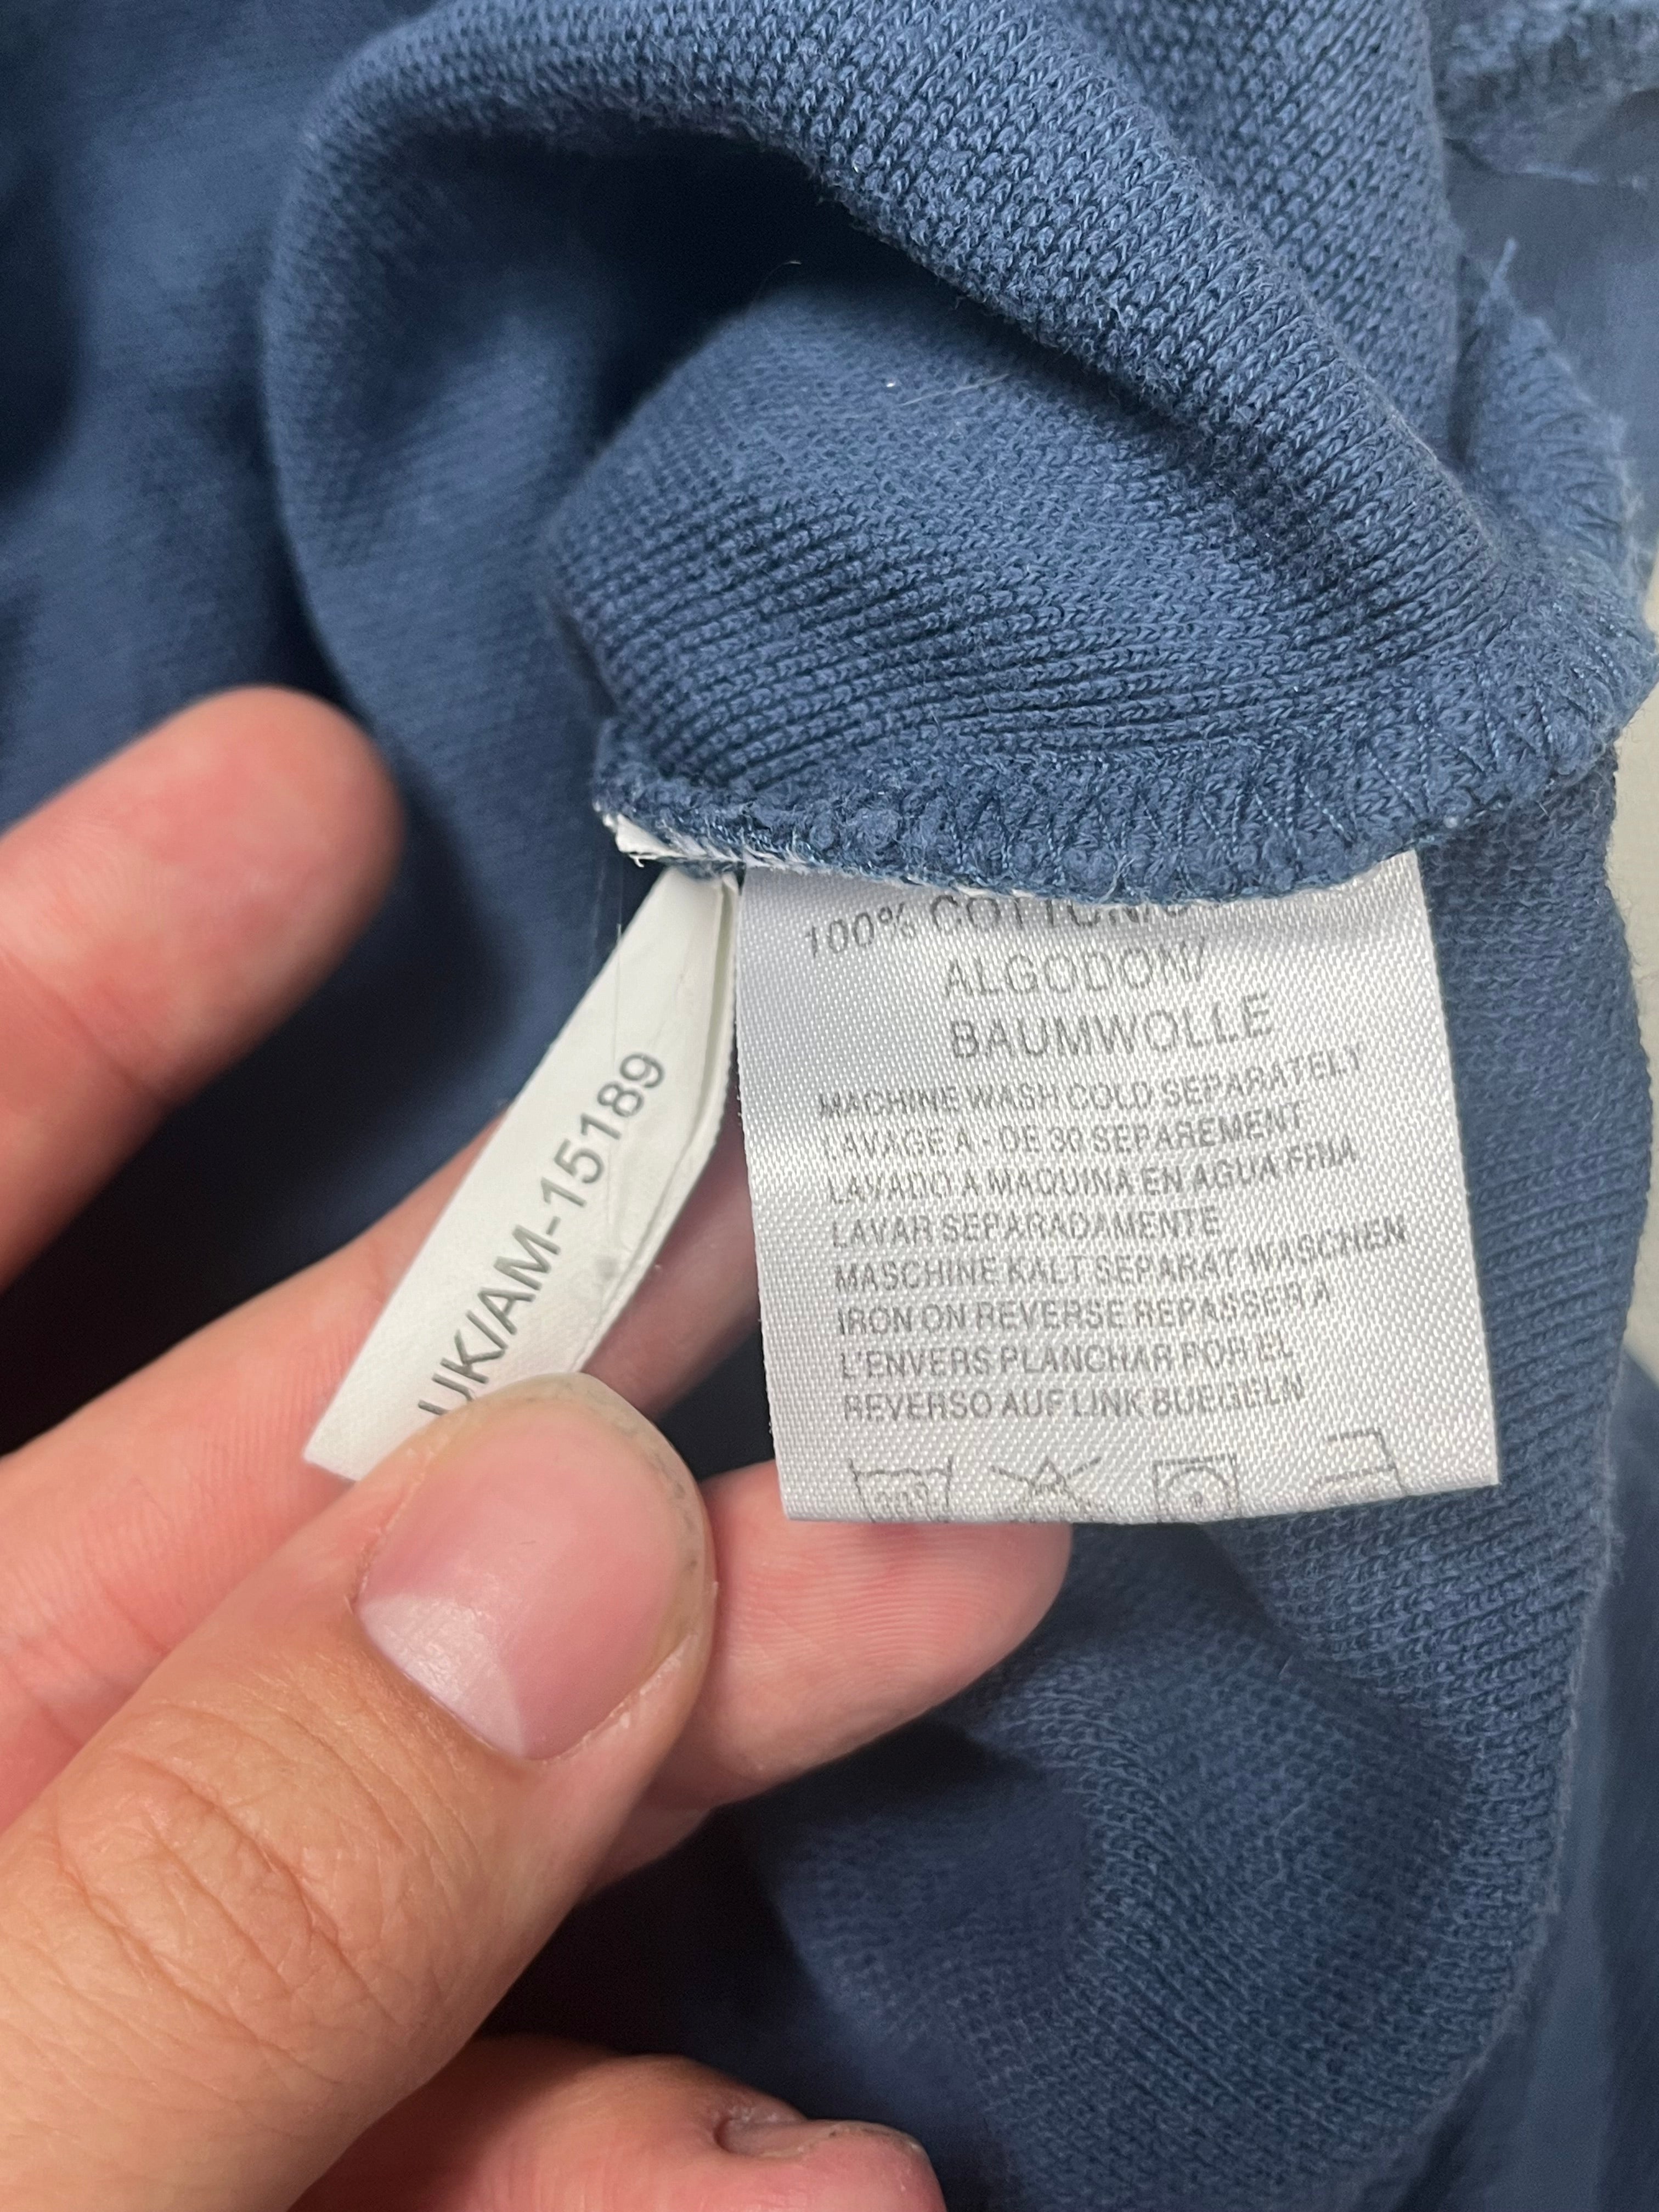 UK/AM-15189
100% COTTON/
ALGODON/
BAUMWOLLE
MACHINE WASH COLD SEPARATELY
LAVAGE A - DE 30 SEPAREMENT
LAVADO A MAQUINA EN AGUA FRIA
LAVAR SEPARADAMENTE
MASCHINE KALT SEPARAT WASCHEN
IRON ON REVERSE REPASSER A
L'ENVERS PLANCHAR POR EL
REVERSO AUF LINK BUEGELN
30°